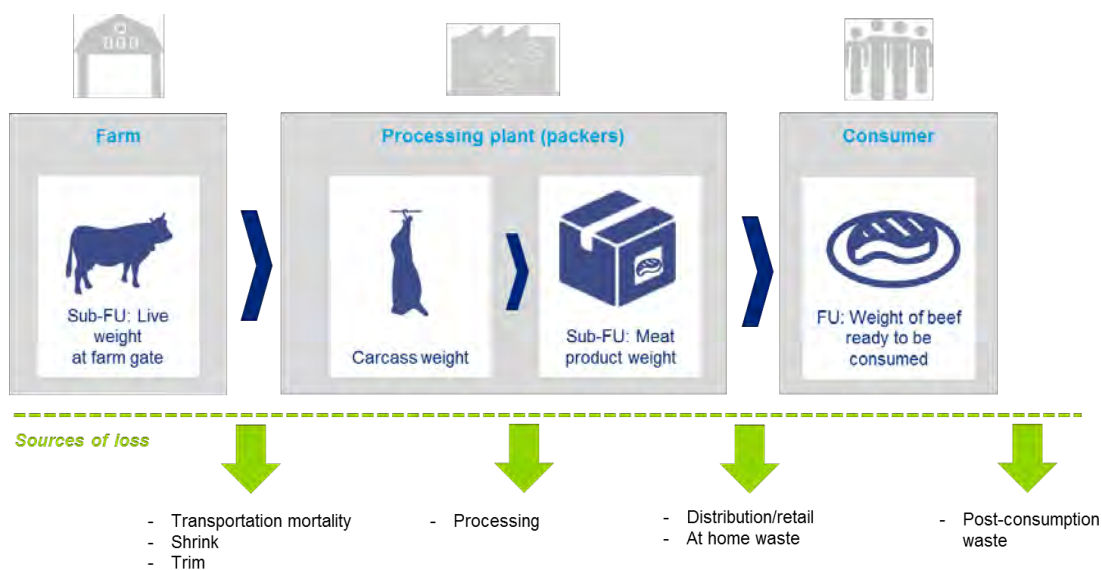 Farm
Processing plant (packers)
Consumer
Sub-FU: Live
weight
at farm gate
Carcass weight
Sub-FU: Meat
product weight
FU: Weight of beef
ready to be
consumed
Sources of loss
- Transportation mortality
- Shrink
- Trim
- Processing
- Distribution/retail
- At home waste
- Post-consumption
waste